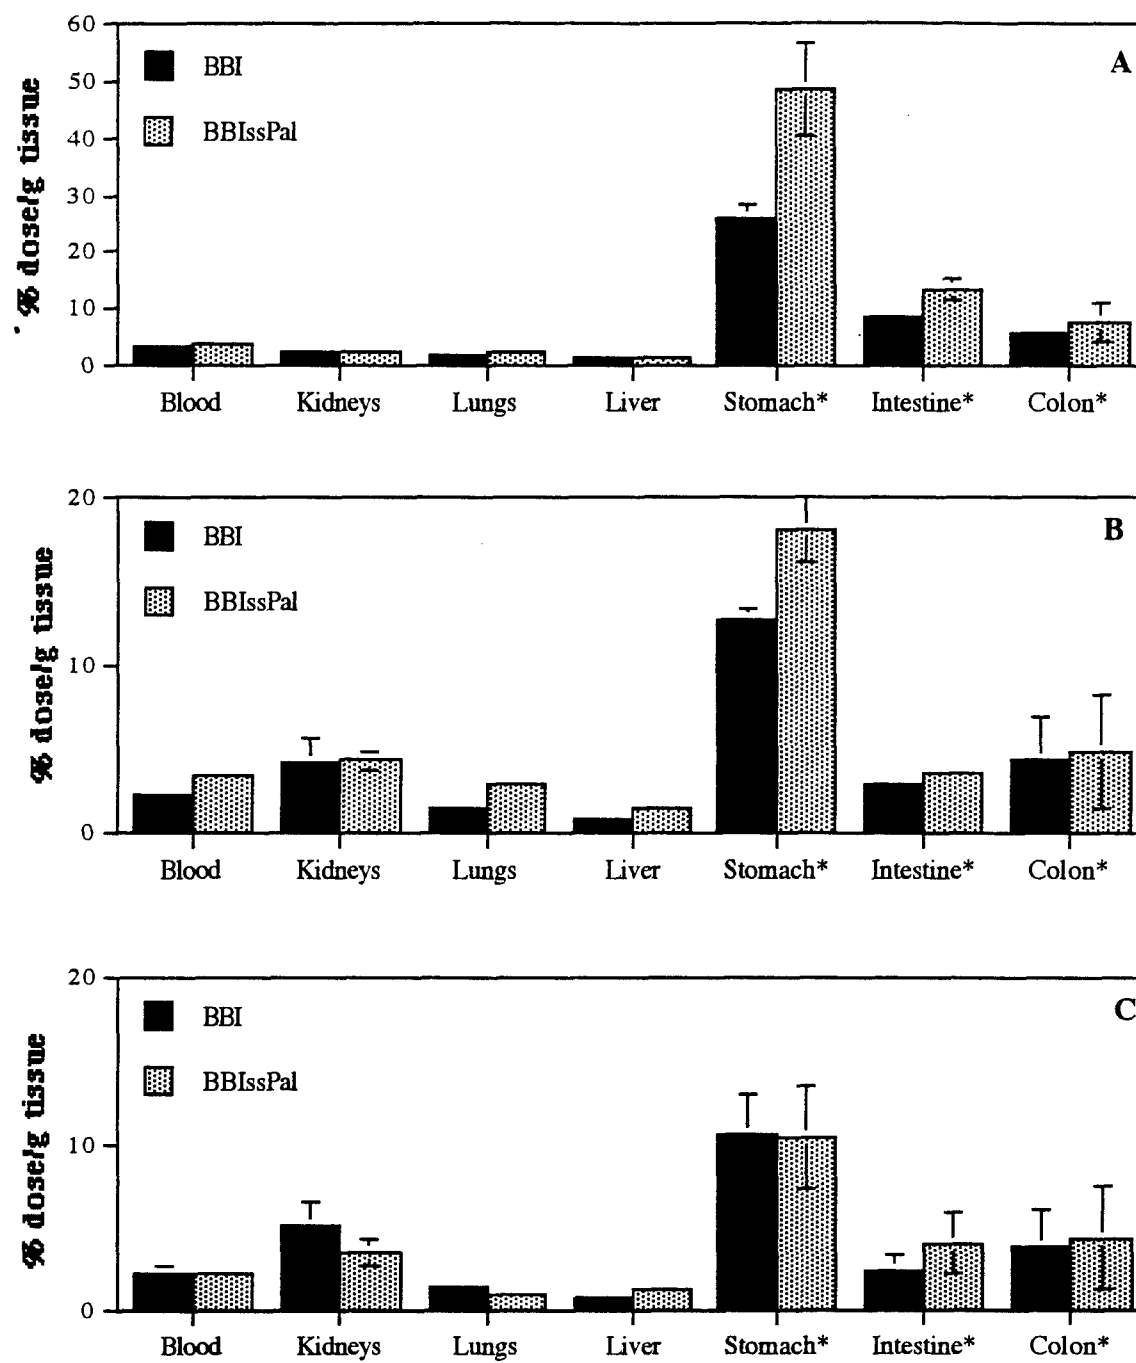 60
50
40
30
20
10
0
% dose/g tissue
BBI
BBIssPal
A
Blood Kidneys Lungs Liver Stomach* Intestine* Colon*
20
10
0
% dose/g tissue
BBI
BBIssPal
B
Blood Kidneys Lungs Liver Stomach* Intestine* Colon*
20
10
0
% dose/g tissue
BBI
BBIssPal
C
Blood Kidneys Lungs Liver Stomach* Intestine* Colon*